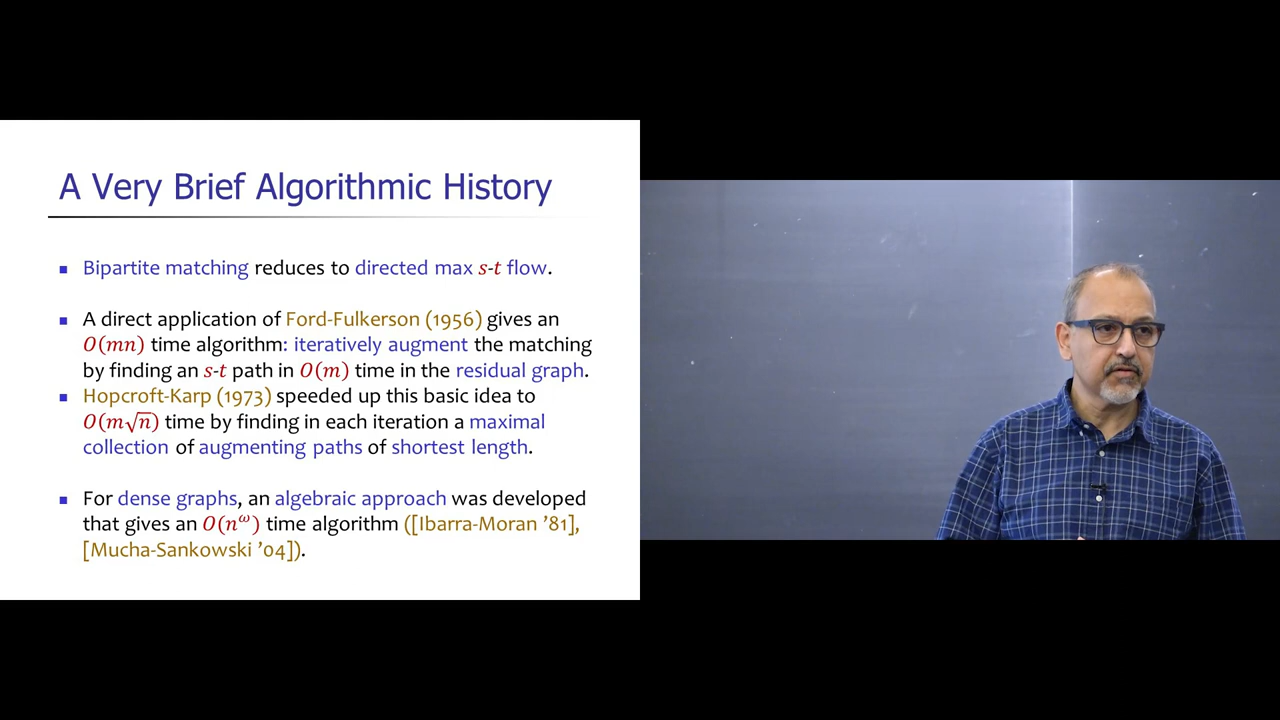 A Very Brief Algorithmic History
▪ Bipartite matching reduces to directed max s-t flow.
▪ A direct application of Ford-Fulkerson (1956) gives an
O(mn) time algorithm: iteratively augment the matching
by finding an s-t path in O(m) time in the residual graph.
▪ Hopcroft-Karp (1973) speeded up this basic idea to
O(m√n) time by finding in each iteration a maximal
collection of augmenting paths of shortest length.
▪ For dense graphs, an algebraic approach was developed
that gives an O(n^ω) time algorithm ([Ibarra-Moran ’81],
[Mucha-Sankowski ’04]).